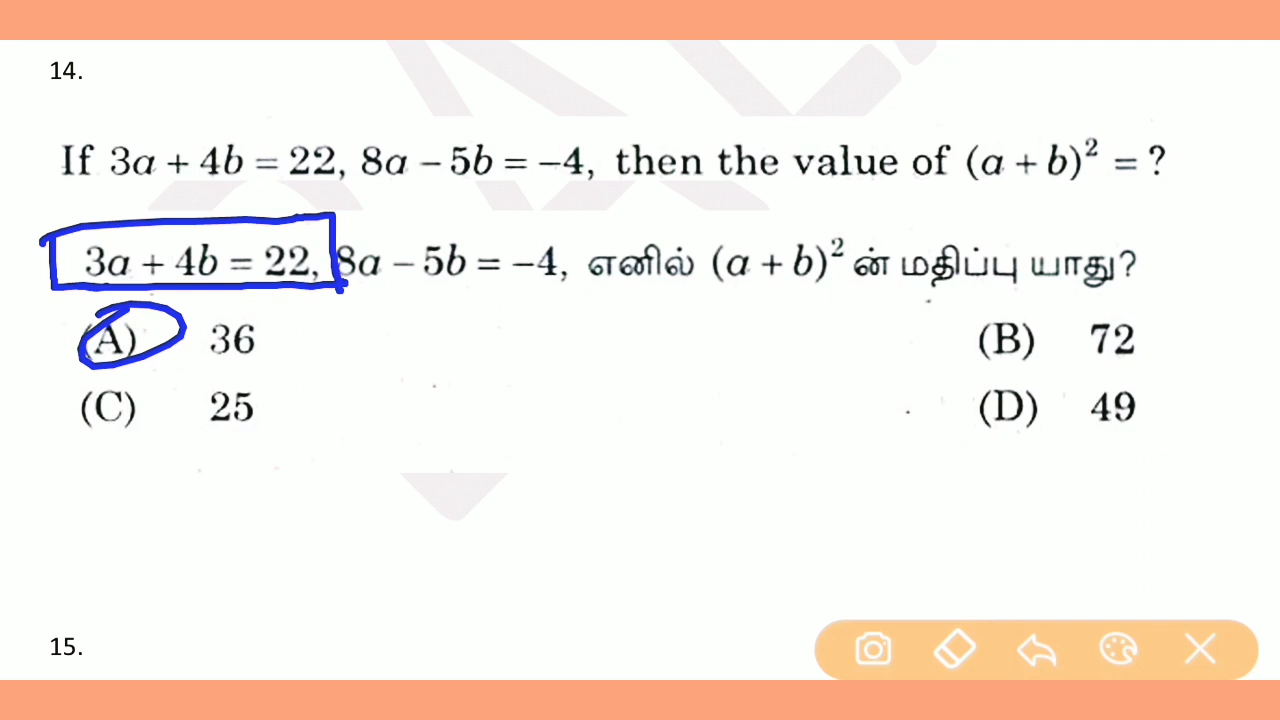 14.
If 3a + 4b = 22, 8a – 5b = –4, then the value of (a + b)² = ?
3a + 4b = 22, 8a – 5b = –4, எனில் (a + b)² ன் மதிப்பு யாது?
(A) 36 (B) 72
(C) 25 (D) 49
15.